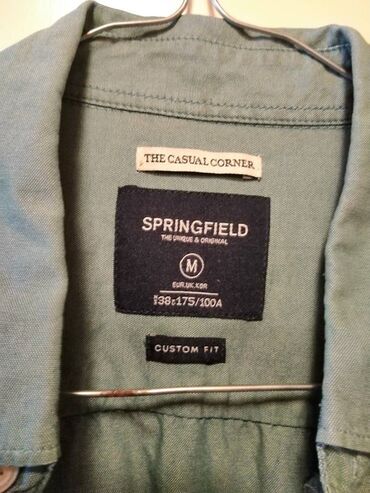 THE CASUAL CORNER
SPRINGFIELD
THE UNIQUE & ORIGINAL
M
EUR.UK.KOR
38 175/100A
CUSTOM FIT